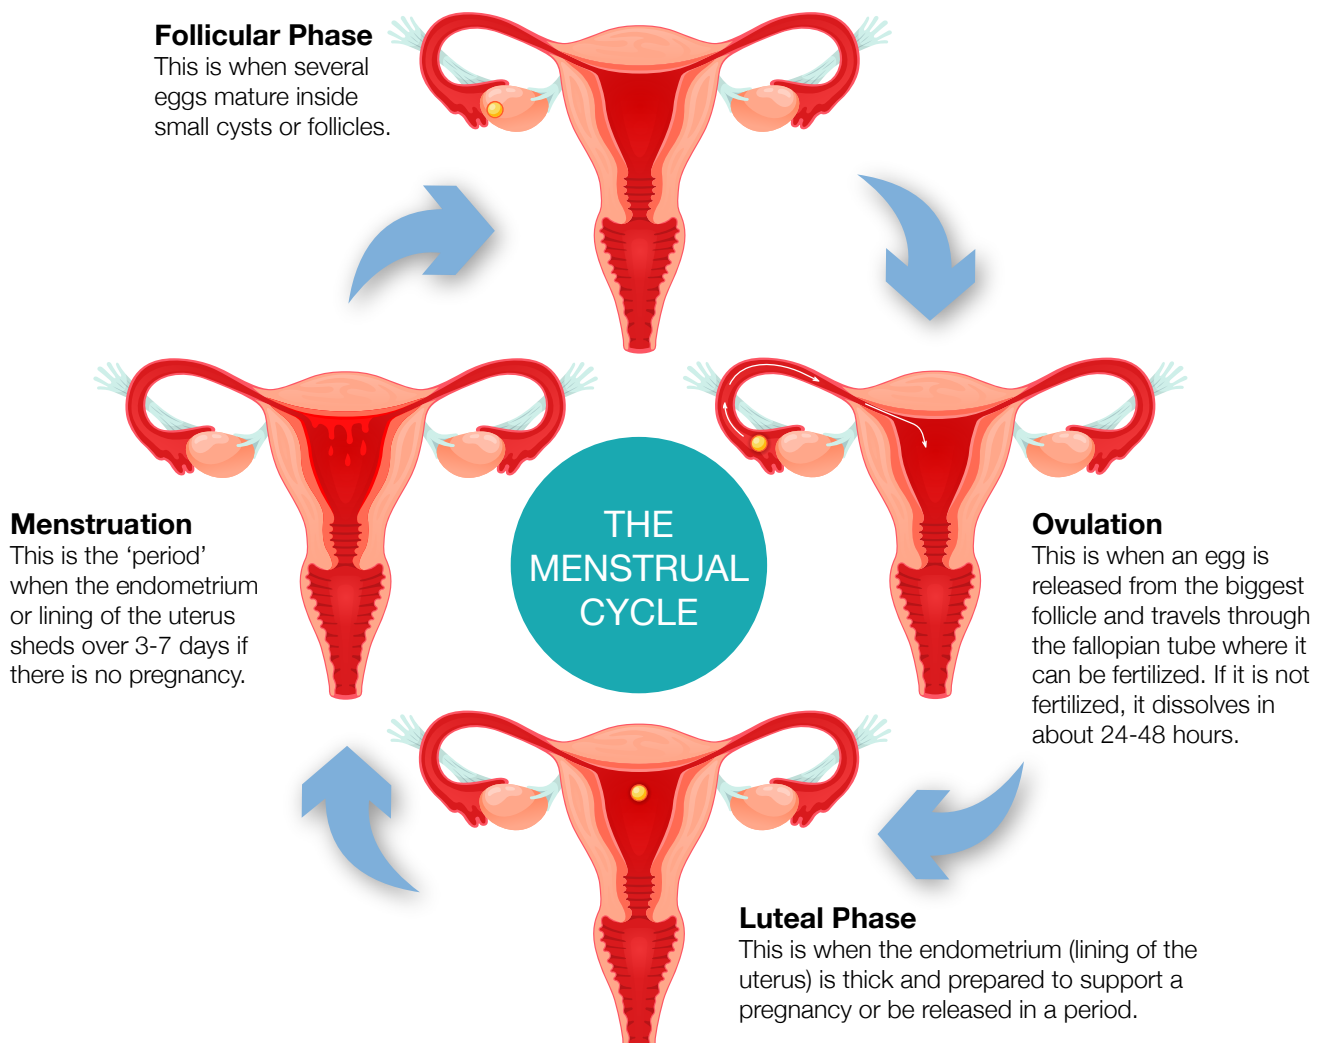 Follicular Phase
This is when several
eggs mature inside
small cysts or follicles.
Menstruation
This is the ‘period’
when the endometrium
or lining of the uterus
sheds over 3-7 days if
there is no pregnancy.
THE
MENSTRUAL
CYCLE
Ovulation
This is when an egg is
released from the biggest
follicle and travels through
the fallopian tube where it
can be fertilized. If it is not
fertilized, it dissolves in
about 24-48 hours.
Luteal Phase
This is when the endometrium (lining of the
uterus) is thick and prepared to support a
pregnancy or be released in a period.